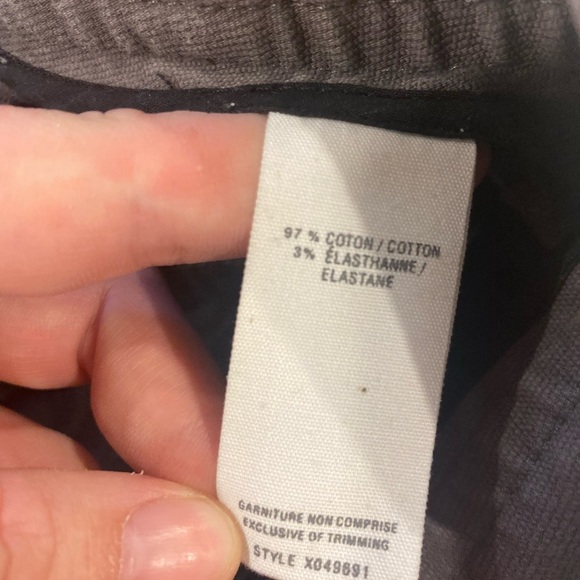 97 % COTON / COTTON
3% ÉLASTHANNE /
ELASTANE
GARNITURE NON COMPRISE
EXCLUSIVE OF TRIMMING
STYLE X049691